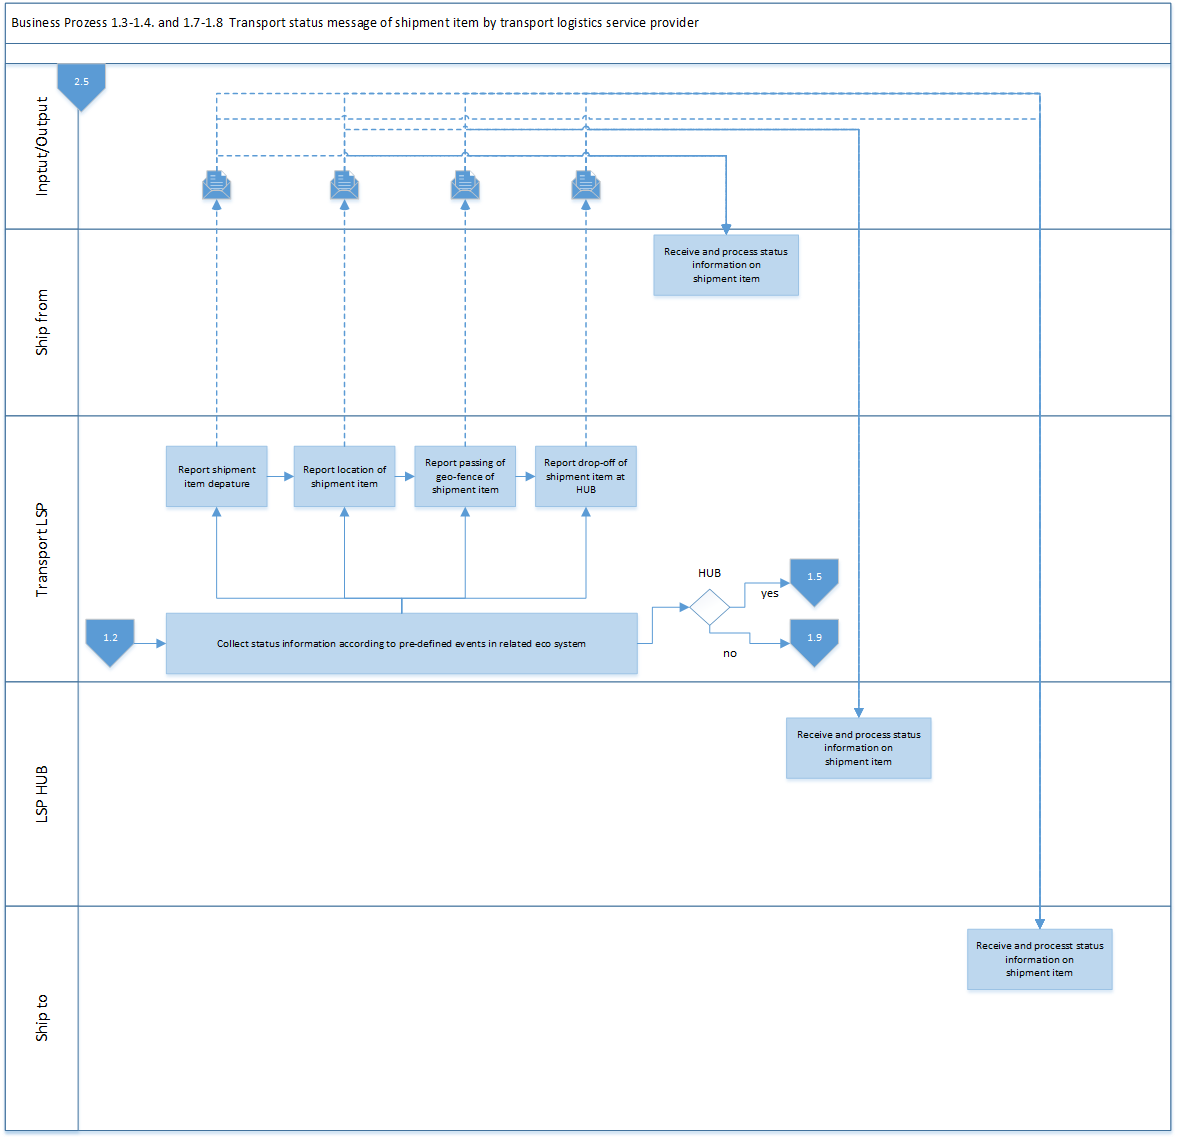 Business Prozess 1.3-1.4. and 1.7-1.8  Transport status message of shipment item by transport logistics service provider
2.5
Inptut/Output
Receive and process status
information on
shipment item
Ship from
Report shipment
item depature
Report location of
shipment item
Report passing of
geo-fence of
shipment item
Report drop-off of
shipment item at
HUB
Transport LSP
HUB
1.5
yes
1.2
Collect status information according to pre-defined events in related eco system
1.9
no
Receive and process status
information on
shipment item
LSP HUB
Receive and processt status
information on
shipment item
Ship to